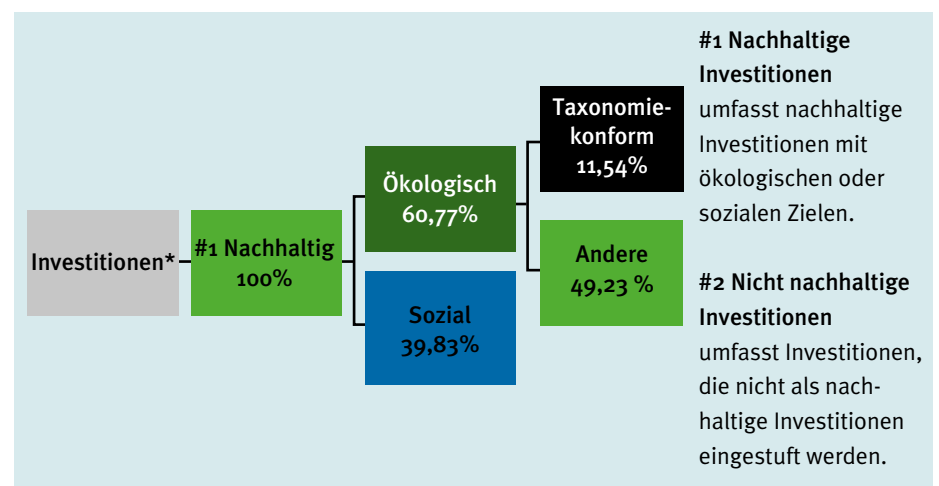 Investitionen*
#1 Nachhaltig
100%
Ökologisch
60,77%
Sozial
39,83%
Taxonomie-
konform
11,54%
Andere
49,23 %
#1 Nachhaltige
Investitionen
umfasst nachhaltige
Investitionen mit
ökologischen oder
sozialen Zielen.
#2 Nicht nachhaltige
Investitionen
umfasst Investitionen,
die nicht als nach-
haltige Investitionen
eingestuft werden.